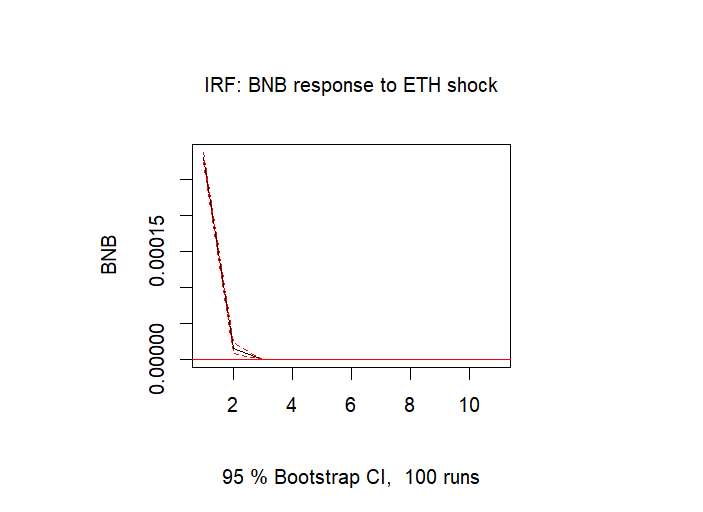 IRF: BNB response to ETH shock
BNB
0.00015
0.00000
2 4 6 8 10
95 % Bootstrap CI,  100 runs